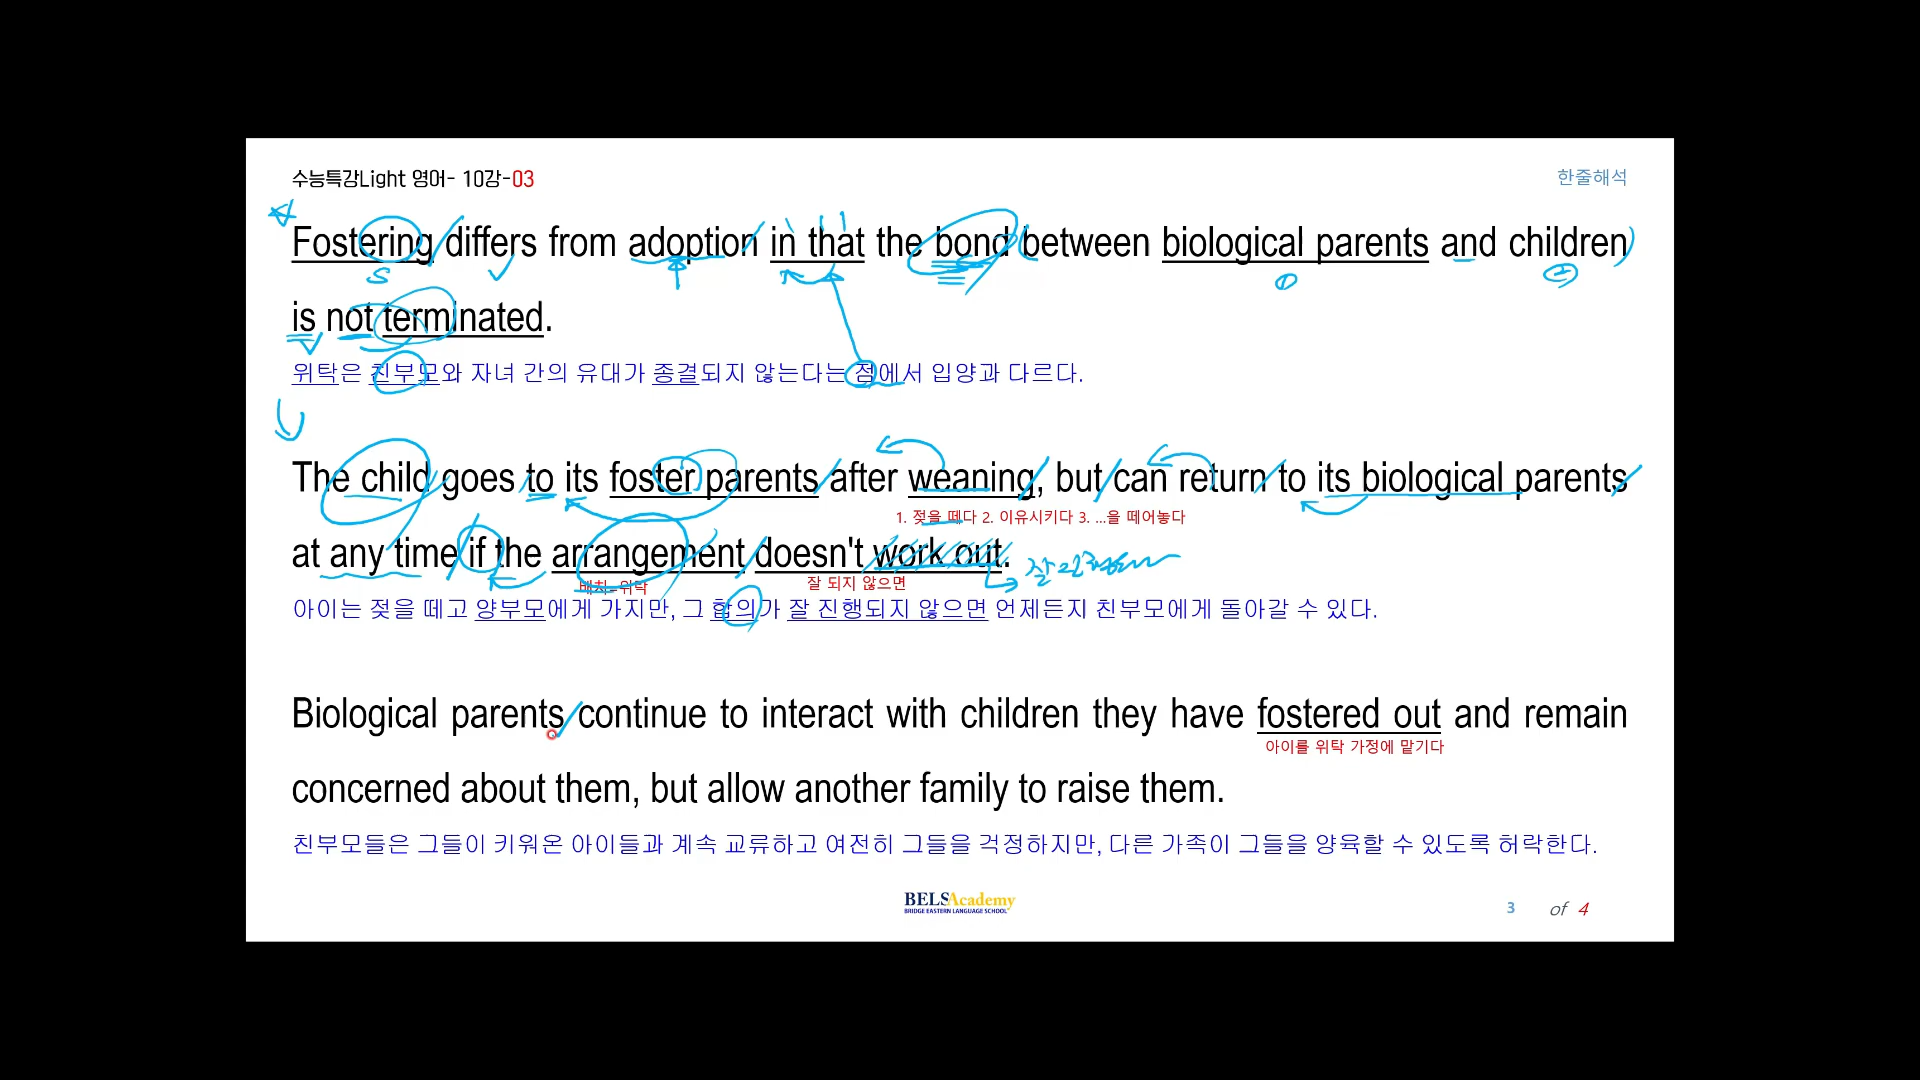 수능특강Light 영어- 10강-03
한줄해석
Fostering differs from adoption in that the bond between biological parents and children
is not terminated.
위탁은 친부모와 자녀 간의 유대가 종결되지 않는다는 점에서 입양과 다르다.
The child goes to its foster parents after weaning, but can return to its biological parents
1. 젖을 떼다 2. 이유시키다 3. ...을 떼어놓다
at any time if the arrangement doesn't work out.
배치=위탁
잘 되지 않으면
아이는 젖을 떼고 양부모에게 가지만, 그 합의가 잘 진행되지 않으면 언제든지 친부모에게 돌아갈 수 있다.
Biological parents continue to interact with children they have fostered out and remain
아이를 위탁 가정에 맡기다
concerned about them, but allow another family to raise them.
친부모들은 그들이 키워온 아이들과 계속 교류하고 여전히 그들을 걱정하지만, 다른 가족이 그들을 양육할 수 있도록 허락한다.
BELSAcademy
BRIDGE EASTERN LANGUAGE SCHOOL
3 of 4